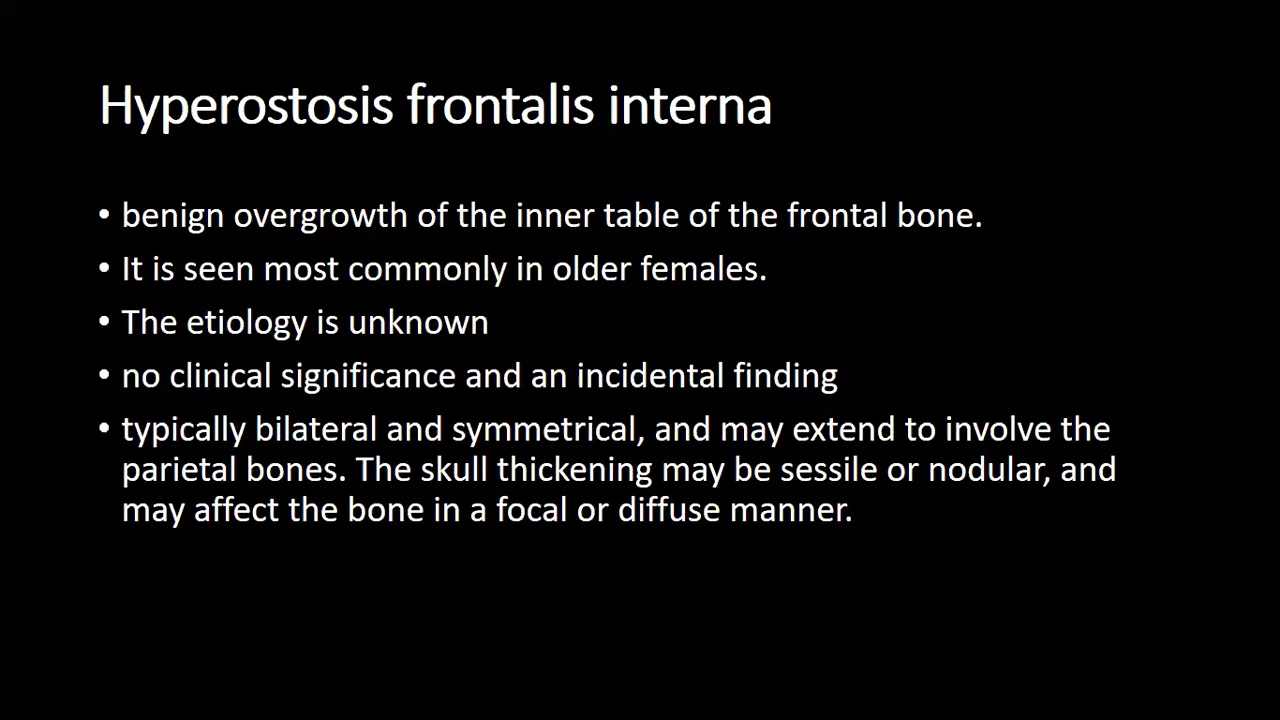 Hyperostosis frontalis interna
• benign overgrowth of the inner table of the frontal bone.
• It is seen most commonly in older females.
• The etiology is unknown
• no clinical significance and an incidental finding
• typically bilateral and symmetrical, and may extend to involve the
parietal bones. The skull thickening may be sessile or nodular, and
may affect the bone in a focal or diffuse manner.